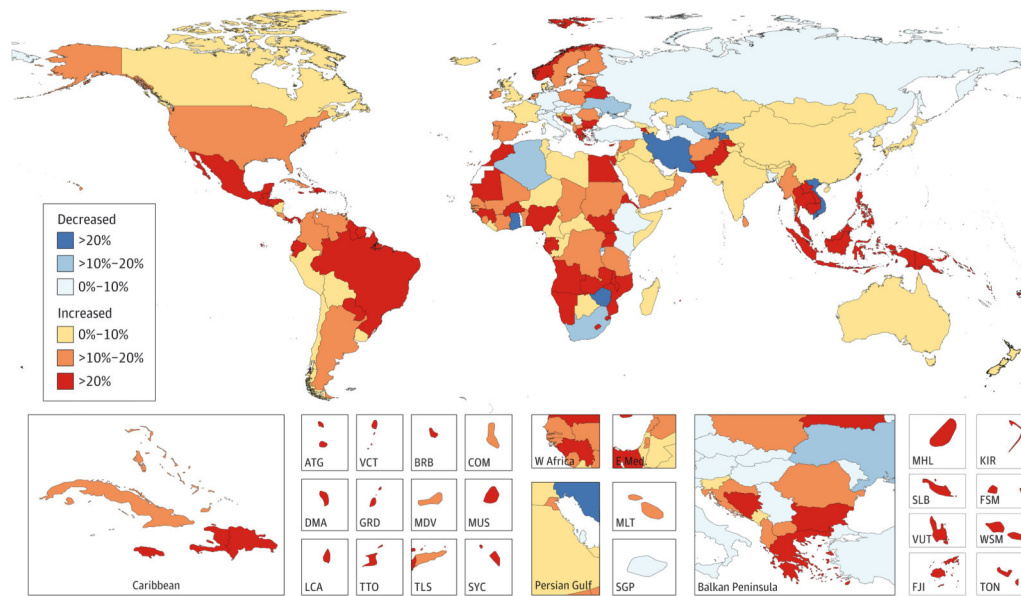 Decreased
>20%
>10%–20%
0%–10%
Increased
0%–10%
>10%–20%
>20%
Caribbean
ATG
VCT
BRB
COM
DMA
GRD
MDV
MUS
LCA
TTO
TLS
SYC
W Africa
E Med.
Persian Gulf
MLT
SGP
Balkan Peninsula
MHL
KIR
SLB
FSM
VUT
WSM
FJI
TON